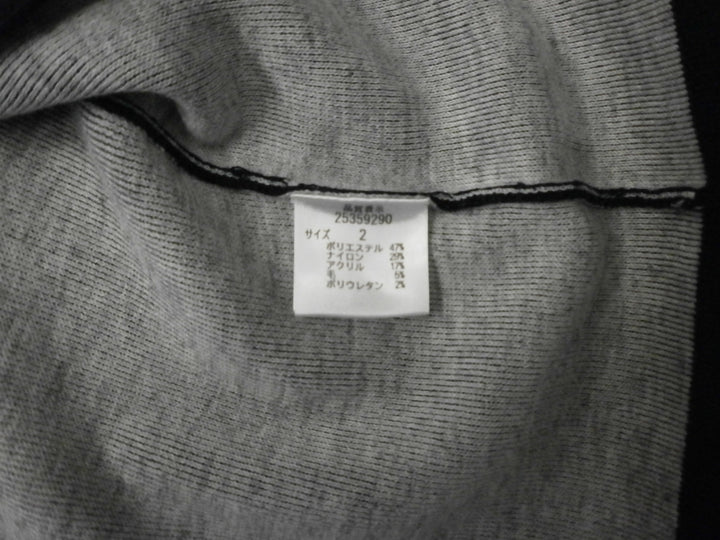 品質表示
25359290
サイズ 2
ポリエステル 47%
ナイロン 29%
アクリル 17%
毛 5%
ポリウレタン 2%